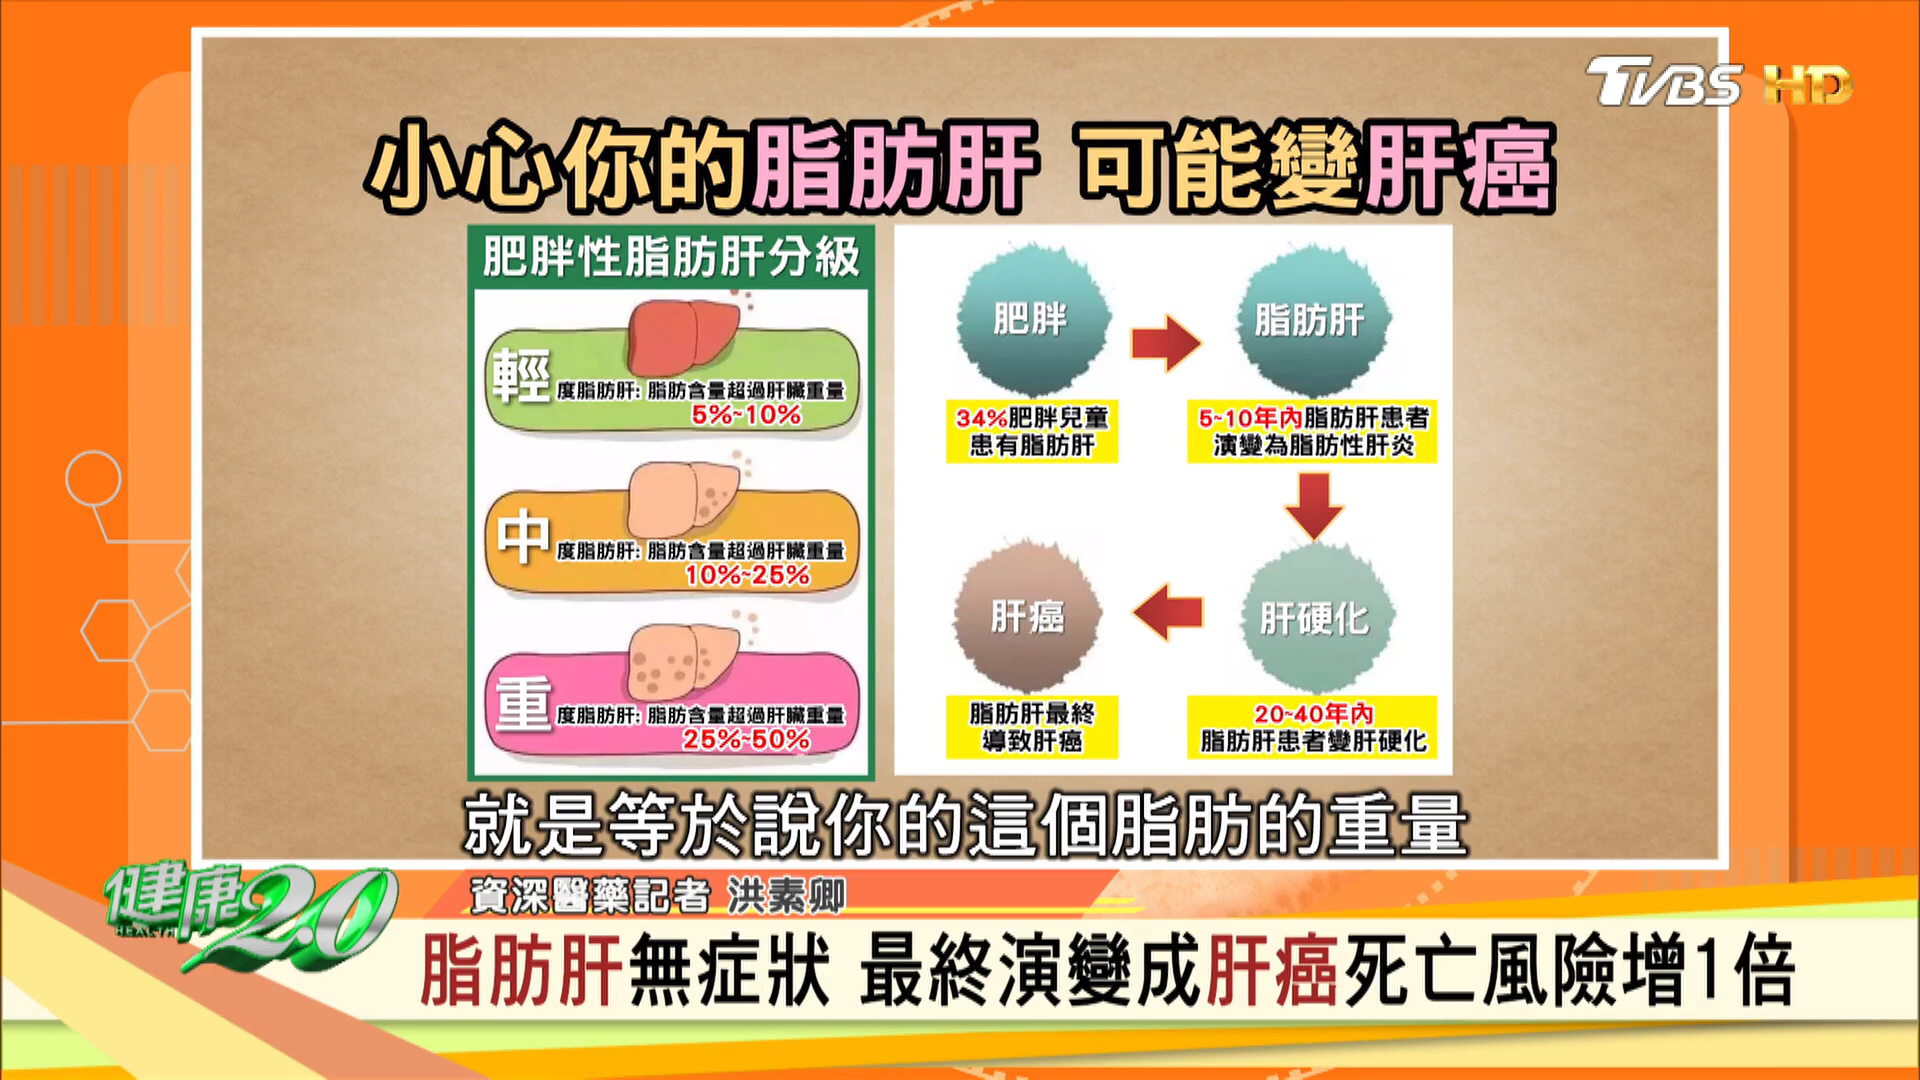 TVBS HD
小心你的脂肪肝 可能變肝癌
肥胖性脂肪肝分級
輕度脂肪肝: 脂肪含量超過肝臟重量
5%~10%
中度脂肪肝: 脂肪含量超過肝臟重量
10%~25%
重度脂肪肝: 脂肪含量超過肝臟重量
25%~50%
肥胖
34%肥胖兒童
患有脂肪肝
脂肪肝
5~10年內脂肪肝患者
演變為脂肪性肝炎
肝硬化
20~40年內
脂肪肝患者變肝硬化
肝癌
脂肪肝最終
導致肝癌
就是等於說你的這個脂肪的重量
健康2.0
HEALTH
資深醫藥記者 洪素卿
脂肪肝無症狀 最終演變成肝癌死亡風險增1倍